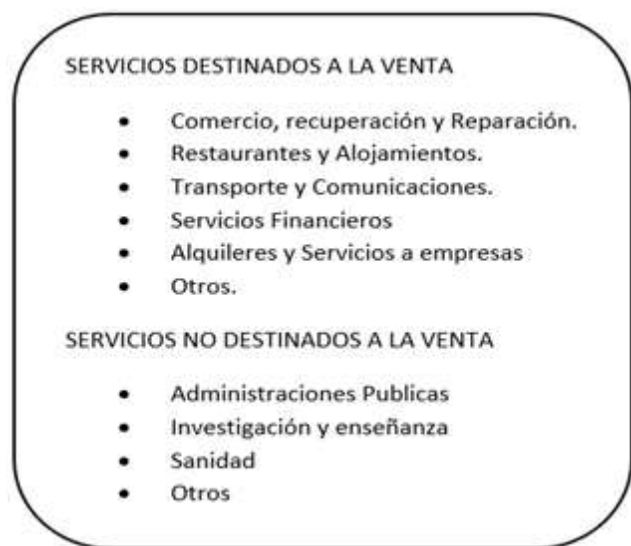 SERVICIOS DESTINADOS A LA VENTA
• Comercio, recuperación y Reparación.
• Restaurantes y Alojamientos.
• Transporte y Comunicaciones.
• Servicios Financieros
• Alquileres y Servicios a empresas
• Otros.
SERVICIOS NO DESTINADOS A LA VENTA
• Administraciones Publicas
• Investigación y enseñanza
• Sanidad
• Otros